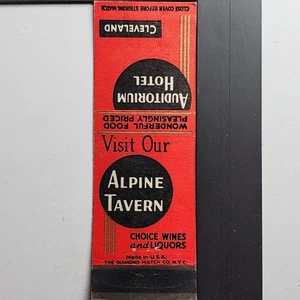 CLOSE COVER BEFORE STRIKING MATCH
CLEVELAND
AUDITORIUM
HOTEL
WONDERFUL FOOD
PLEASINGLY PRICED
Visit Our
ALPINE
TAVERN
CHOICE WINES
and LIQUORS
Made in U.S.A.
THE DIAMOND MATCH CO. N.Y.C.